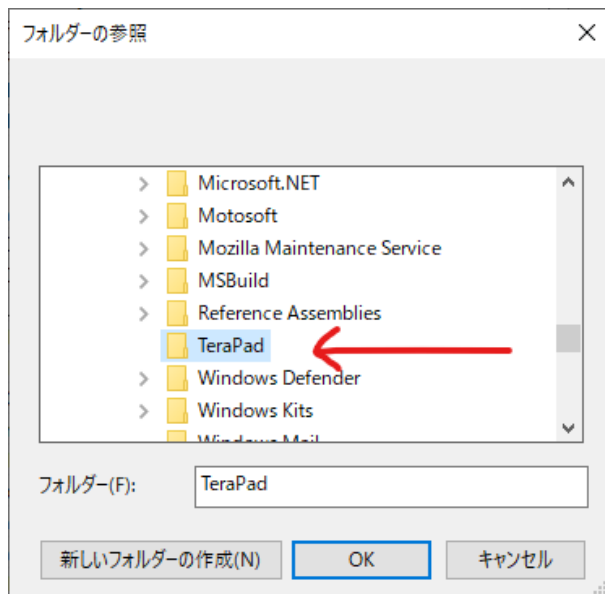 フォルダーの参照
Microsoft.NET
Motosoft
Mozilla Maintenance Service
MSBuild
Reference Assemblies
TeraPad
Windows Defender
Windows Kits
Windows Mail
フォルダー(F):
TeraPad
新しいフォルダーの作成(N)
OK
キャンセル